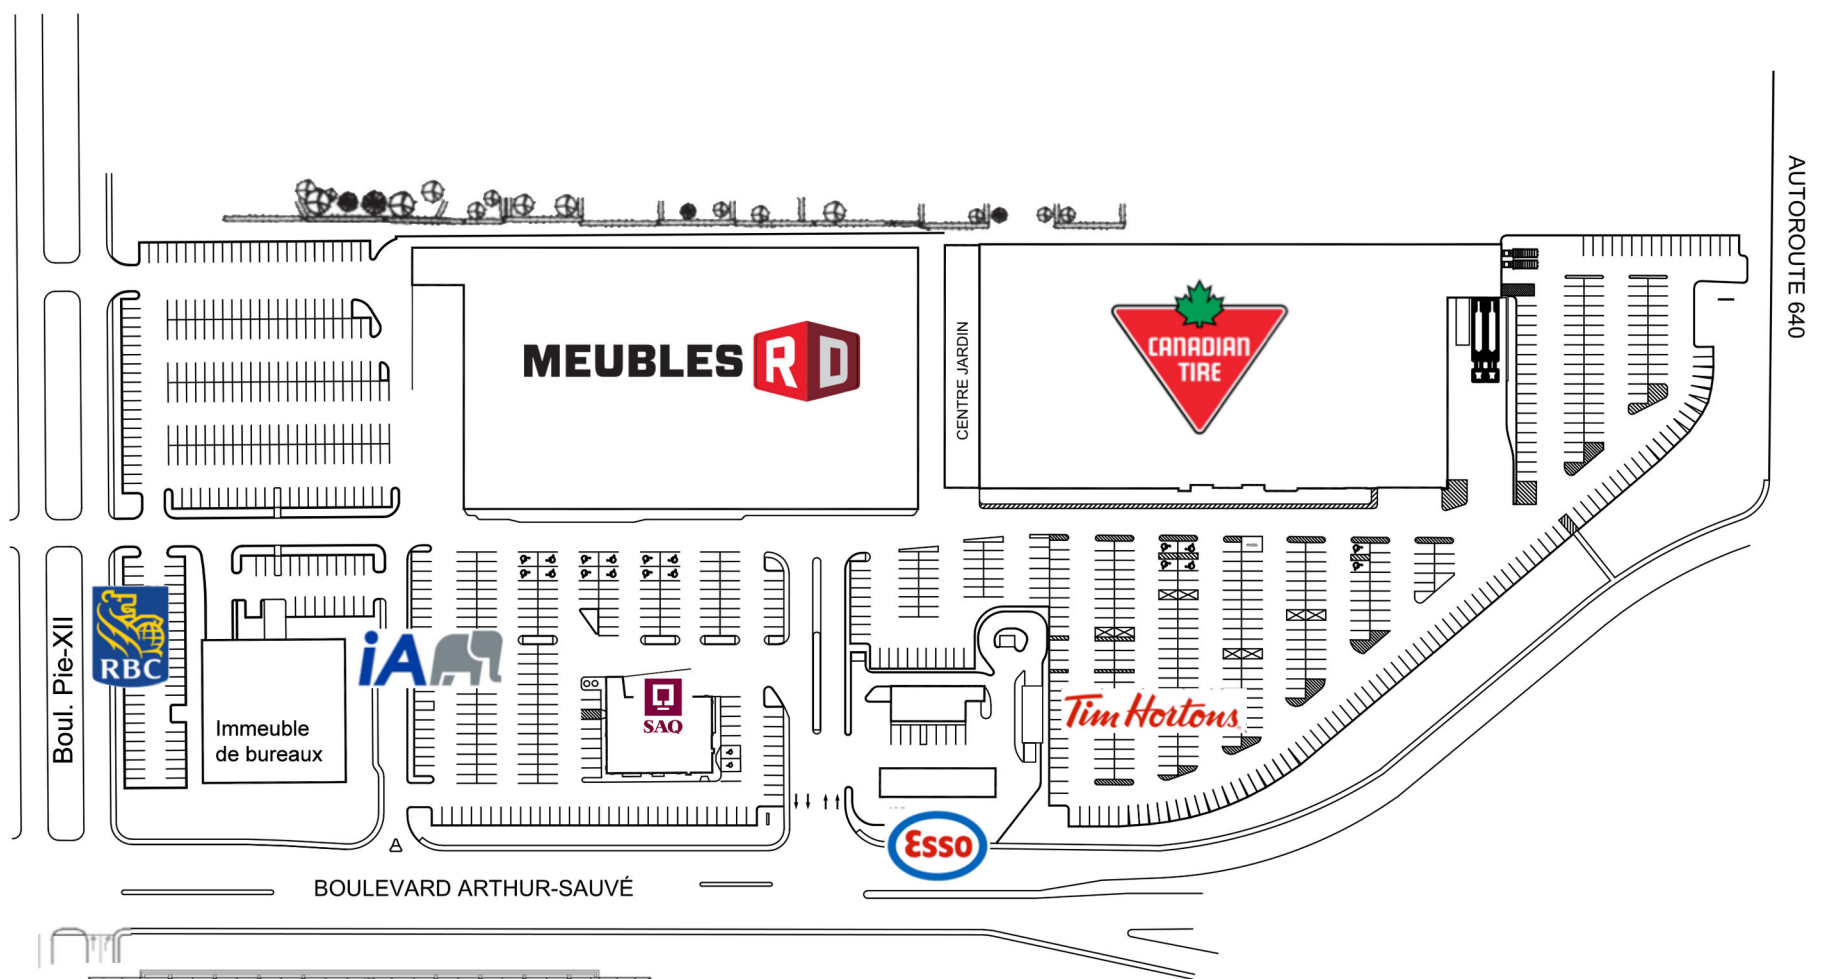 AUTOROUTE 640
MEUBLES RD
CENTRE JARDIN
CANADIAN
TIRE
moto
RBC
iA
Boul. Pie-XII
SAQ
Immeuble
de bureaux
Tim Hortons
Esso
BOULEVARD ARTHUR-SAUVÉ